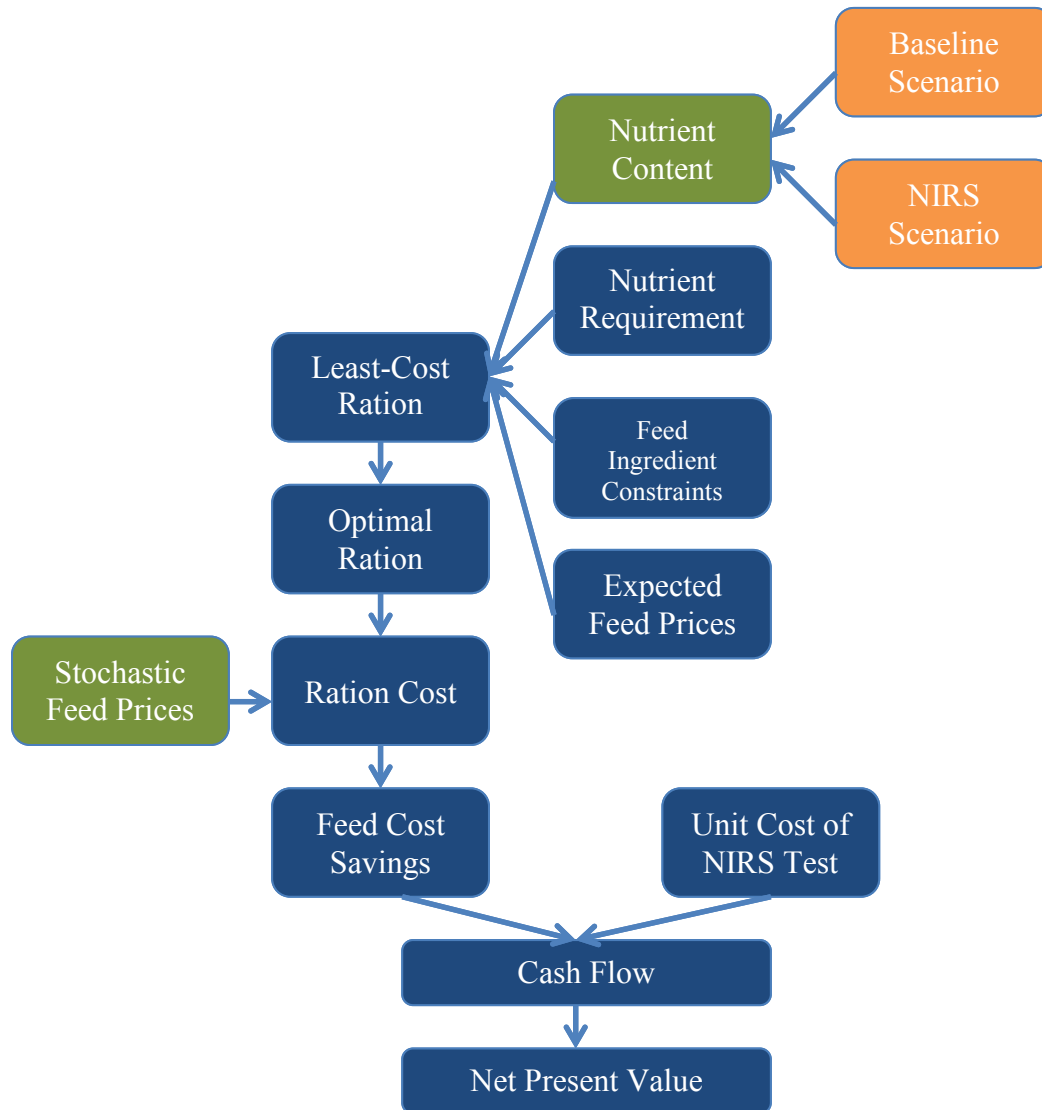 Baseline
Scenario
Nutrient
Content
NIRS
Scenario
Nutrient
Requirement
Least-Cost
Ration
Feed
Ingredient
Constraints
Optimal
Ration
Expected
Feed Prices
Stochastic
Feed Prices
Ration Cost
Feed Cost
Savings
Unit Cost of
NIRS Test
Cash Flow
Net Present Value